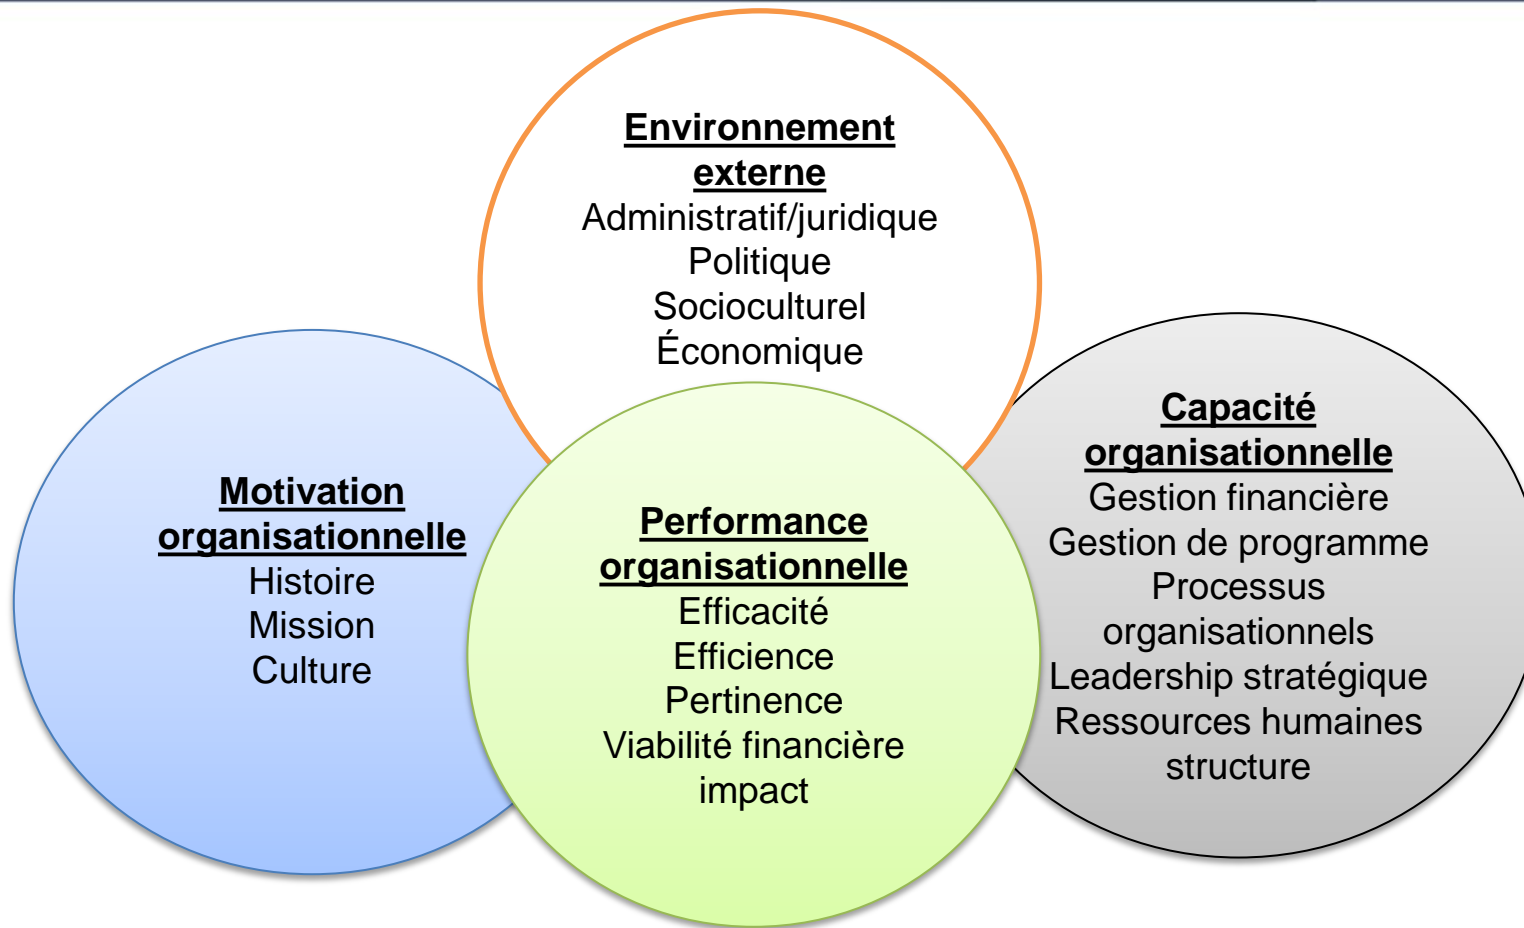 Environnement
externe
Administratif/juridique
Politique
Socioculturel
Économique
Motivation
organisationnelle
Histoire
Mission
Culture
Performance
organisationnelle
Efficacité
Efficience
Pertinence
Viabilité financière
impact
Capacité
organisationnelle
Gestion financière
Gestion de programme
Processus
organisationnels
Leadership stratégique
Ressources humaines
structure